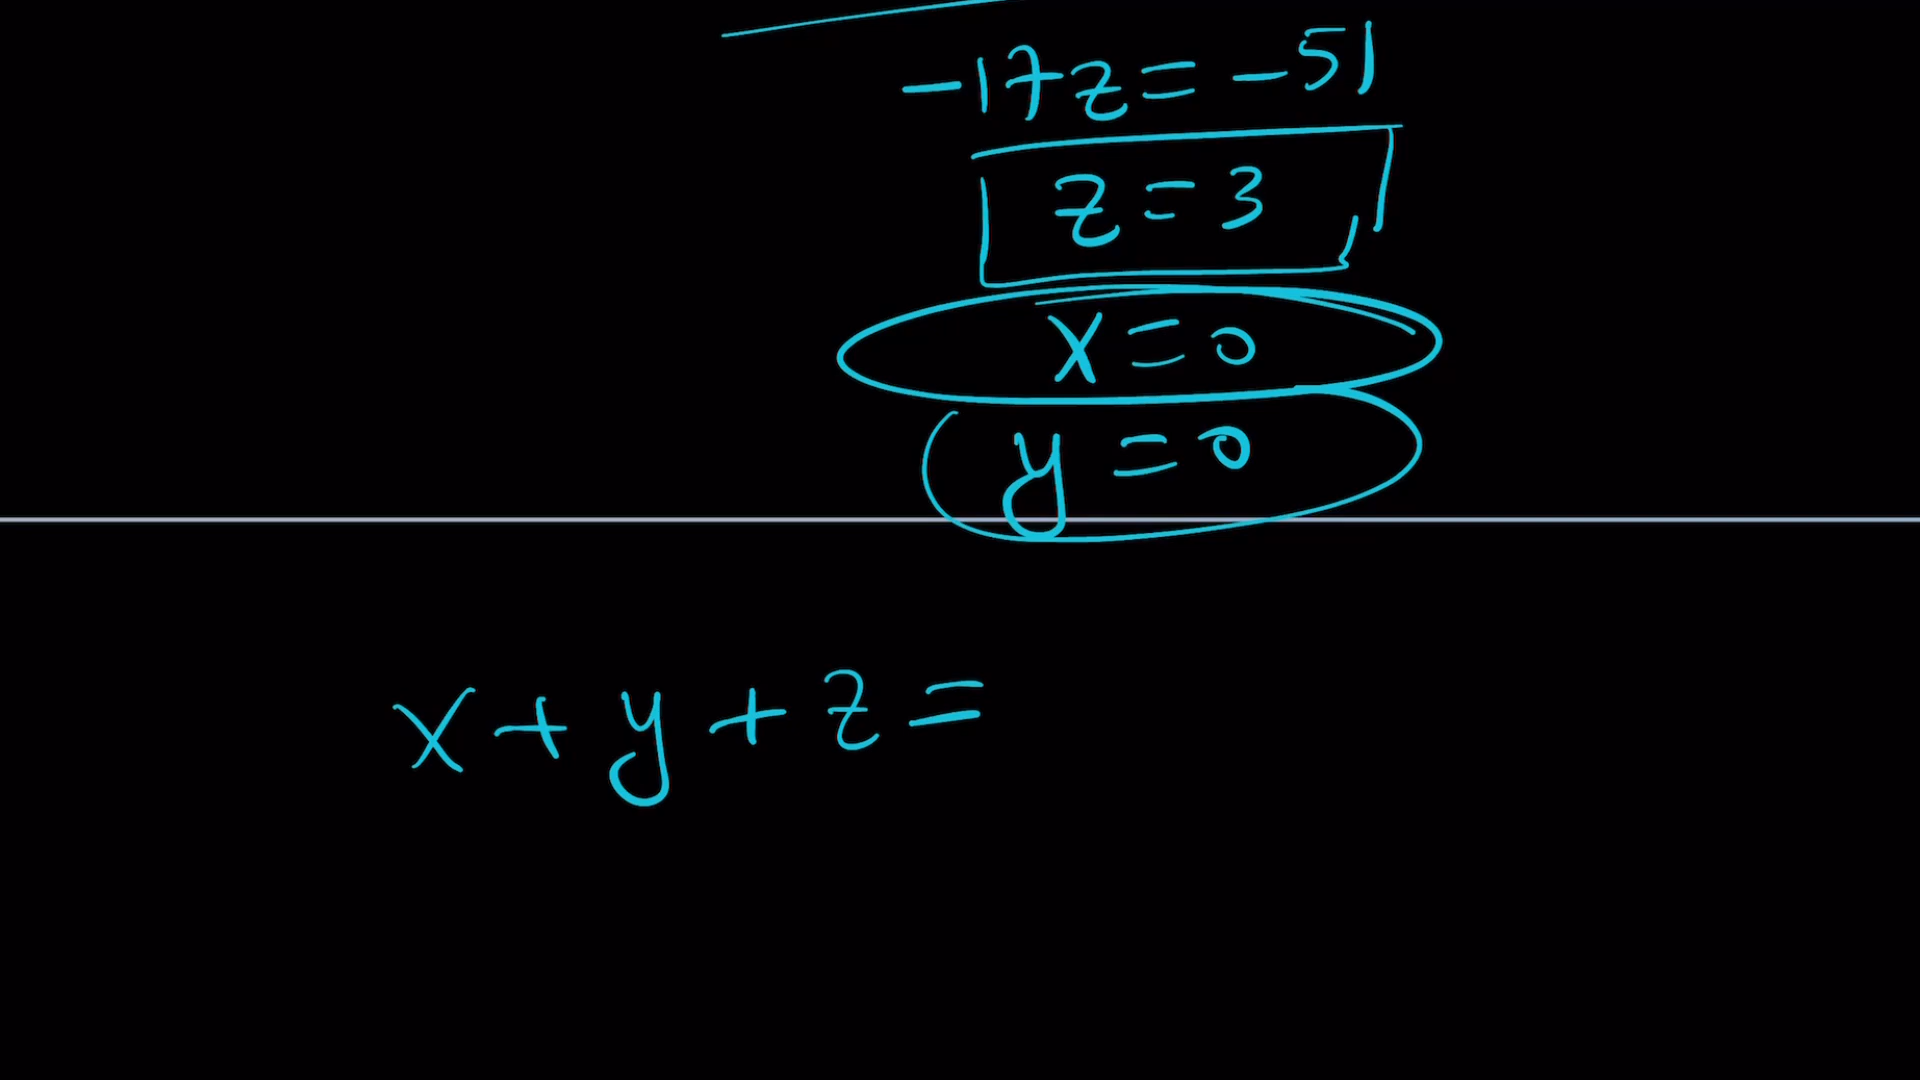 -17z = -51
z = 3
x = 0
y = 0
x + y + z =